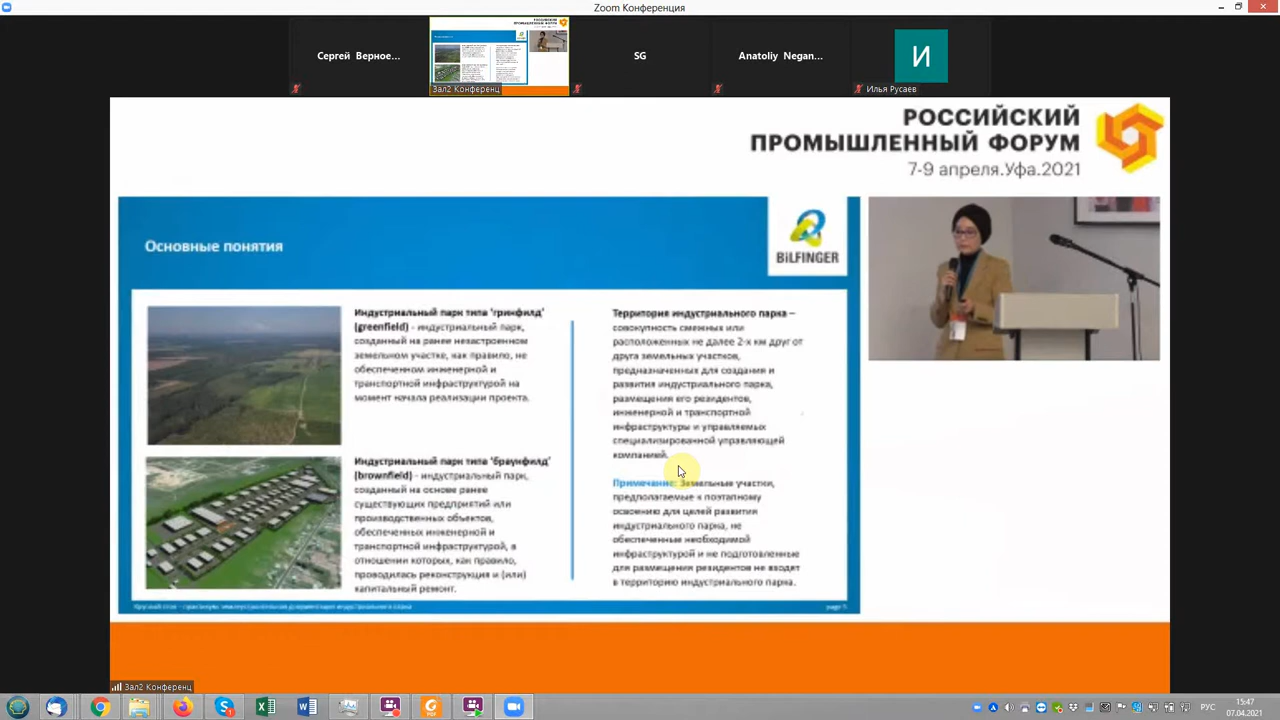 Zoom Конференция
Сергей Верное...
Зал2 Конференц
SG
Anatoliy Negan...
И
Илья Русаев
РОССИЙСКИЙ
ПРОМЫШЛЕННЫЙ ФОРУМ
7-9 апреля.Уфа.2021
Основные понятия
BILFINGER
Индустриальный парк типа 'гринфилд'
(greenfield) - индустриальный парк,
созданный на ранее незастроенном
земельном участке, как правило, не
обеспеченном инженерной и
транспортной инфраструктурой на
момент начала реализации проекта.
Индустриальный парк типа 'браунфилд'
(brownfield) - индустриальный парк,
созданный на основе ранее
существующих предприятий или
производственных объектов,
обеспеченных инженерной и
транспортной инфраструктурой, в
отношении которых, как правило,
проводилась реконструкция и (или)
капитальный ремонт.
Территория индустриального парка –
совокупность смежных или
расположенных не далее 2-х км друг от
друга земельных участков,
предназначенных для создания и
развития индустриального парка,
размещения его резидентов,
инженерной и транспортной
инфраструктуры и управляемых
специализированной управляющей
компанией.
Примечание: Земельные участки,
предполагаемые к поэтапному
освоению для целей развития
индустриального парка, не
обеспеченные необходимой
инфраструктурой и не подготовленные
для размещения резидентов не входят
в территорию индустриального парка.
page 5
Зал2 Конференц
РУС
15:47
07.04.2021